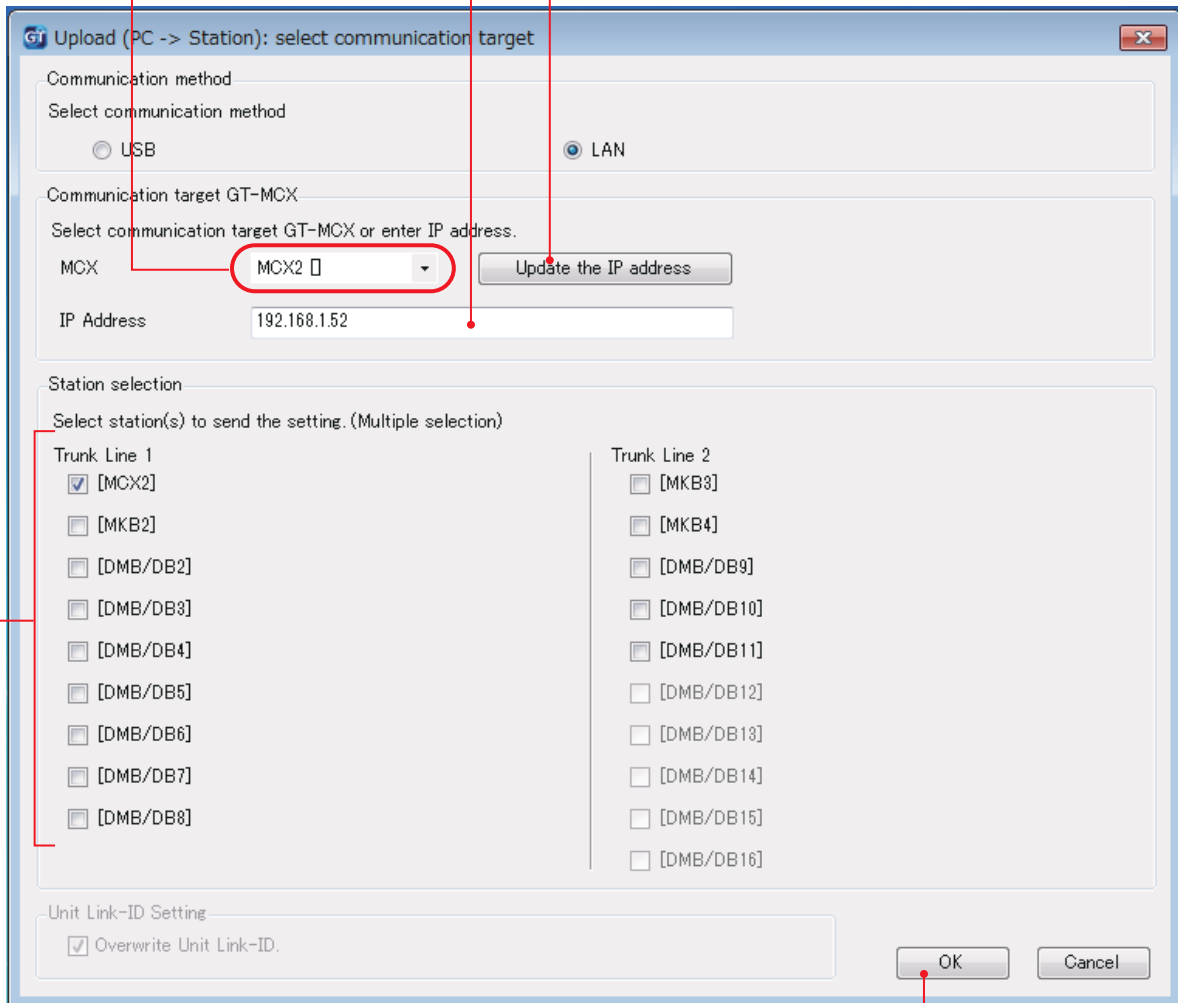 GT Upload (PC -> Station): select communication target
Communication method
Select communication method
USB
LAN
Communication target GT-MCX
Select communication target GT-MCX or enter IP address.
MCX
MCX2 []
Update the IP address
IP Address
192.168.1.52
Station selection
Select station(s) to send the setting. (Multiple selection)
Trunk Line 1
[MCX2]
[MKB2]
[DMB/DB2]
[DMB/DB3]
[DMB/DB4]
[DMB/DB5]
[DMB/DB6]
[DMB/DB7]
[DMB/DB8]
Trunk Line 2
[MKB3]
[MKB4]
[DMB/DB9]
[DMB/DB10]
[DMB/DB11]
[DMB/DB12]
[DMB/DB13]
[DMB/DB14]
[DMB/DB15]
[DMB/DB16]
Unit Link-ID Setting
Overwrite Unit Link-ID.
OK
Cancel